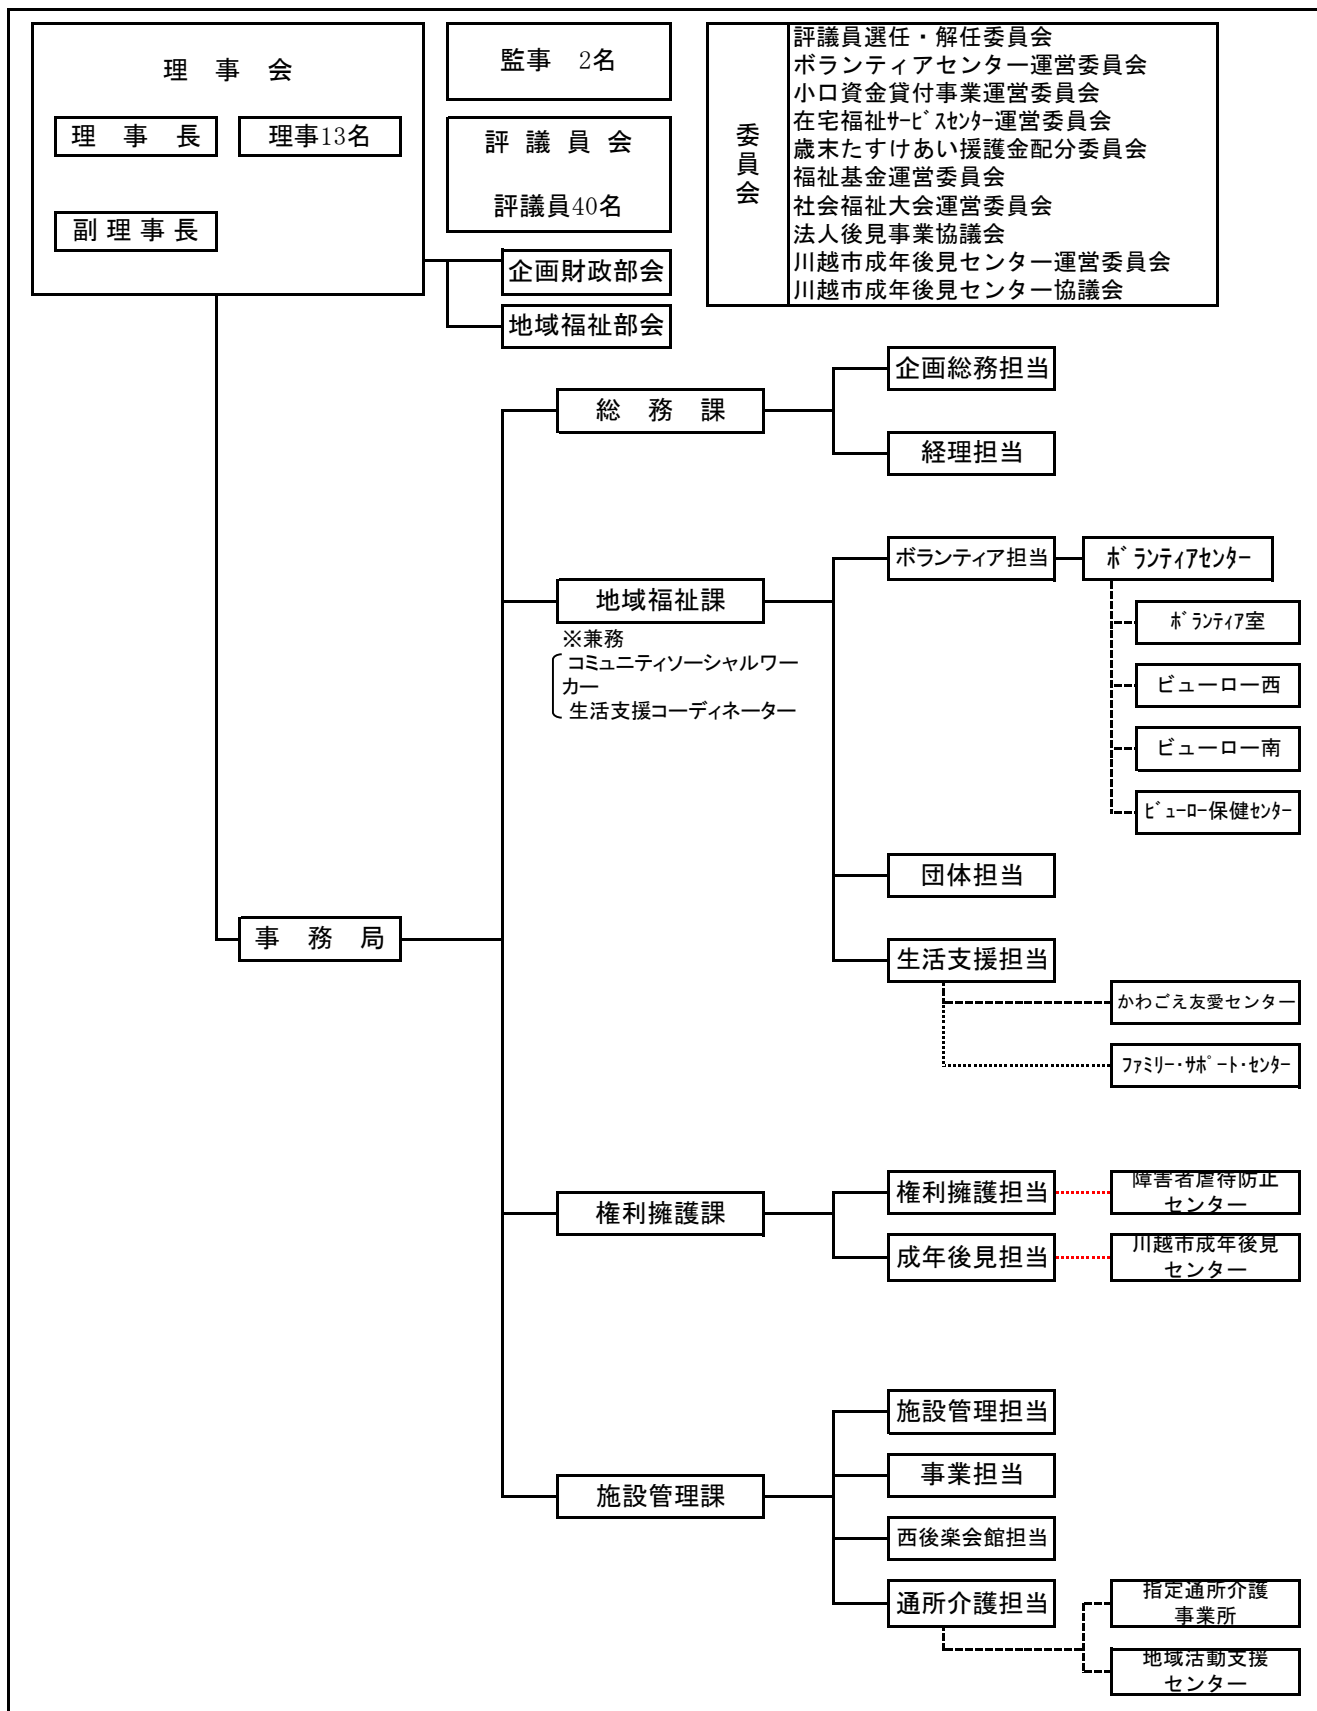 理　事　会
理　事　長
理事13名
副 理 事 長
監事　2名
評 議 員 会
評議員40名
企画財政部会
地域福祉部会
委員会
評議員選任・解任委員会
ボランティアセンター運営委員会
小口資金貸付事業運営委員会
在宅福祉ｻｰﾋﾞｽｾﾝﾀｰ運営委員会
歳末たすけあい援護金配分委員会
福祉基金運営委員会
社会福祉大会運営委員会
法人後見事業協議会
川越市成年後見センター運営委員会
川越市成年後見センター協議会
事　務　局
総　務　課
企画総務担当
経理担当
地域福祉課
※兼務
コミュニティソーシャルワー
カー
生活支援コーディネーター
ボランティア担当
ﾎﾞﾗﾝﾃｨｱｾﾝﾀｰ
ﾎﾞﾗﾝﾃｨｱ室
ビューロー西
ビューロー南
ﾋﾞｭｰﾛｰ保健ｾﾝﾀｰ
団体担当
生活支援担当
かわごえ友愛センター
ﾌｧﾐﾘｰ･ｻﾎﾟｰﾄ･ｾﾝﾀｰ
権利擁護課
権利擁護担当
障害者虐待防止
センター
成年後見担当
川越市成年後見
センター
施設管理課
施設管理担当
事業担当
西後楽会館担当
通所介護担当
指定通所介護
事業所
地域活動支援
センター